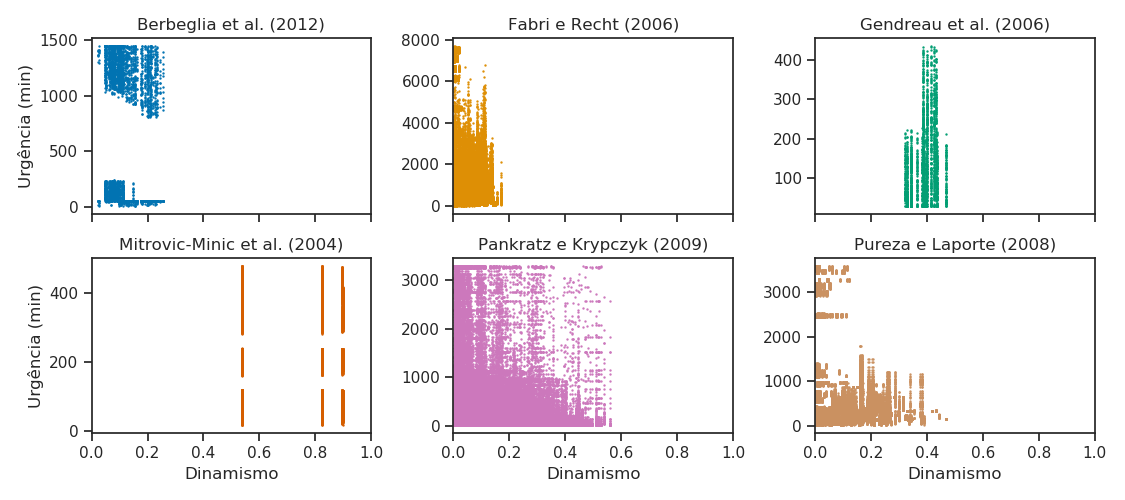 Berbeglia et al. (2012)
Fabri e Recht (2006)
Gendreau et al. (2006)
Urgência (min)
1500
1000
500
0
8000
6000
4000
2000
0
400
300
200
100
Mitrovic-Minic et al. (2004)
Pankratz e Krypczyk (2009)
Pureza e Laporte (2008)
Urgência (min)
400
200
0
3000
2000
1000
0
3000
2000
1000
0
0.0 0.2 0.4 0.6 0.8 1.0
0.0 0.2 0.4 0.6 0.8 1.0
0.0 0.2 0.4 0.6 0.8 1.0
Dinamismo
Dinamismo
Dinamismo